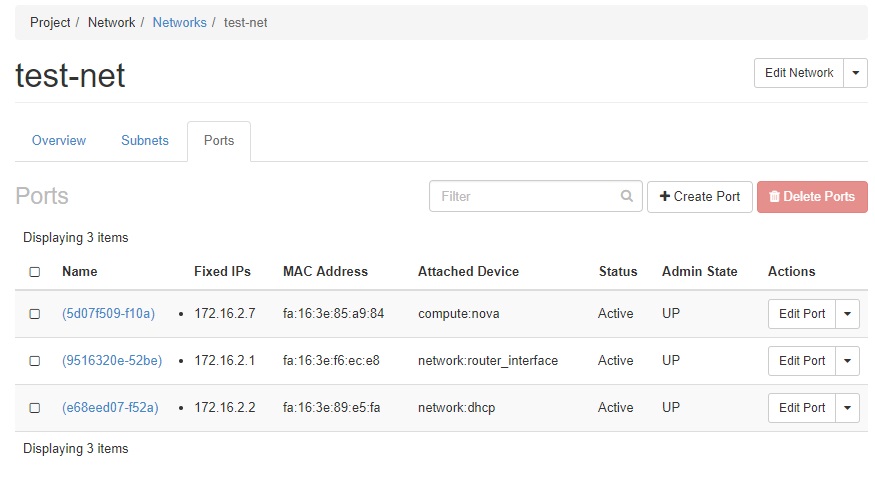 Project / Network / Networks / test-net
test-net
Edit Network
Overview Subnets Ports
Ports
Filter
Create Port
Delete Ports
Displaying 3 items
Name Fixed IPs MAC Address Attached Device Status Admin State Actions
(5d07f509-f10a) • 172.16.2.7 fa:16:3e:85:a9:84 compute:nova Active UP Edit Port
(9516320e-52be) • 172.16.2.1 fa:16:3e:f6:ec:e8 network:router_interface Active UP Edit Port
(e68eed07-f52a) • 172.16.2.2 fa:16:3e:89:e5:fa network:dhcp Active UP Edit Port
Displaying 3 items